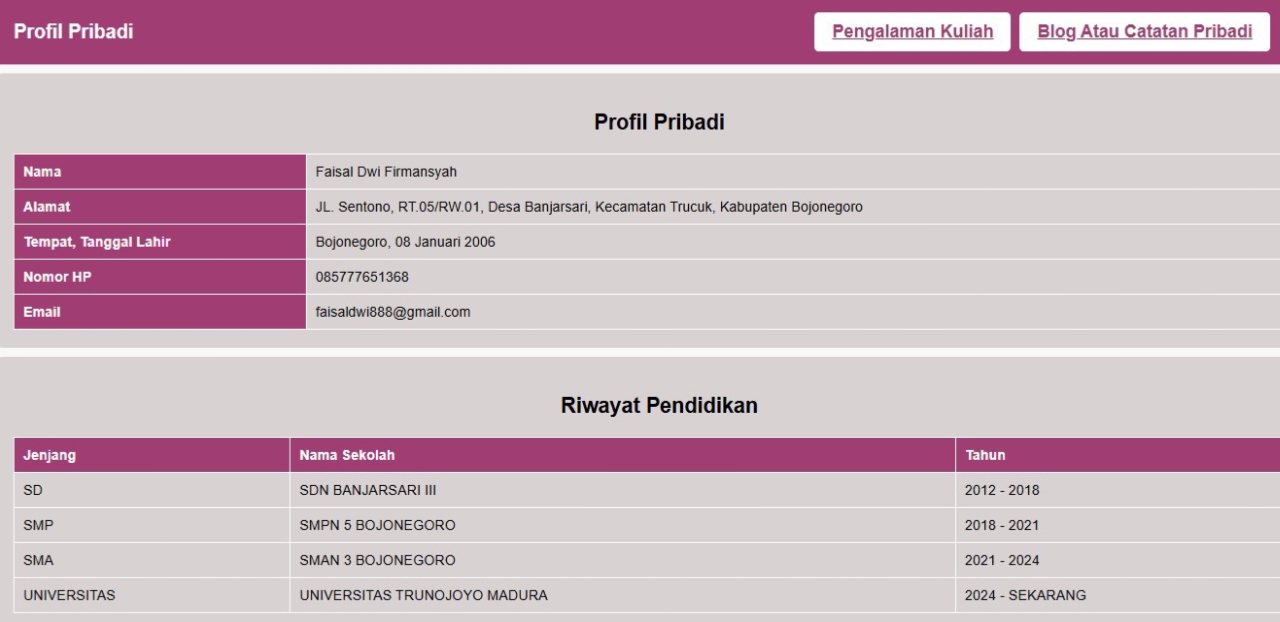 Profil Pribadi
Pengalaman Kuliah
Blog Atau Catatan Pribadi
Profil Pribadi
Nama Faisal Dwi Firmansyah
Alamat JL. Sentono, RT.05/RW.01, Desa Banjarsari, Kecamatan Trucuk, Kabupaten Bojonegoro
Tempat, Tanggal Lahir Bojonegoro, 08 Januari 2006
Nomor HP 085777651368
Email faisaldwi888@gmail.com
Riwayat Pendidikan
Jenjang Nama Sekolah Tahun
SD SDN BANJARSARI III 2012 - 2018
SMP SMPN 5 BOJONEGORO 2018 - 2021
SMA SMAN 3 BOJONEGORO 2021 - 2024
UNIVERSITAS UNIVERSITAS TRUNOJOYO MADURA 2024 - SEKARANG